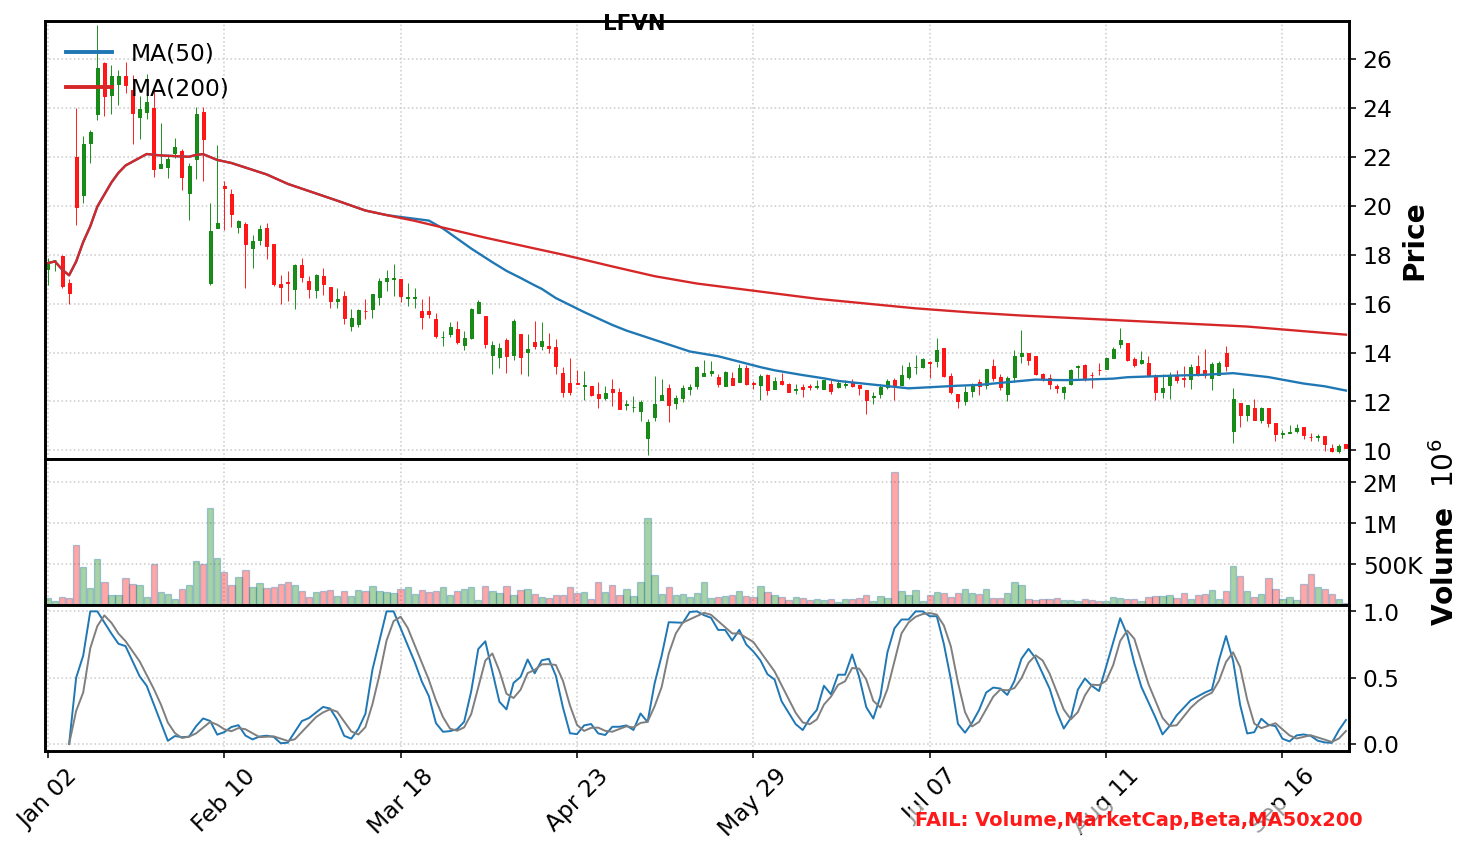 LFVN
MA(50)
MA(200)
26
24
22
20
18
16
14
12
10
Price
2M
1M
500K
Volume 10⁶
1.0
0.5
0.0
Jan 02
Feb 10
Mar 18
Apr 23
May 29
Jul 07
Aug 11
Sep 16
FAIL: Volume,MarketCap,Beta,MA50x200